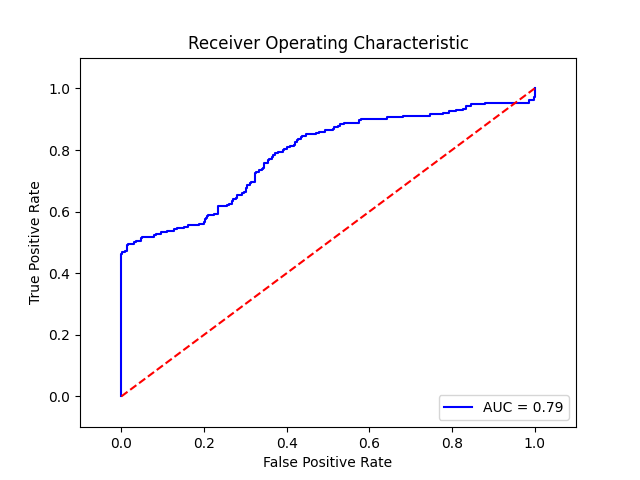 Receiver Operating Characteristic
True Positive Rate
1.0
0.8
0.6
0.4
0.2
0.0
AUC = 0.79
0.0 0.2 0.4 0.6 0.8 1.0
False Positive Rate